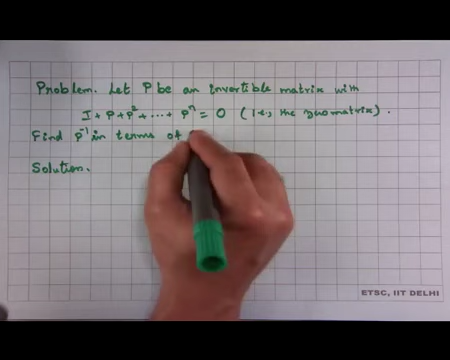 Problem. Let P be an invertible matrix with
I + P + P² + ... + Pⁿ = 0 (i.e., the zero matrix).
Find P⁻¹ in terms of
Solution.
ETSC, IIT DELHI